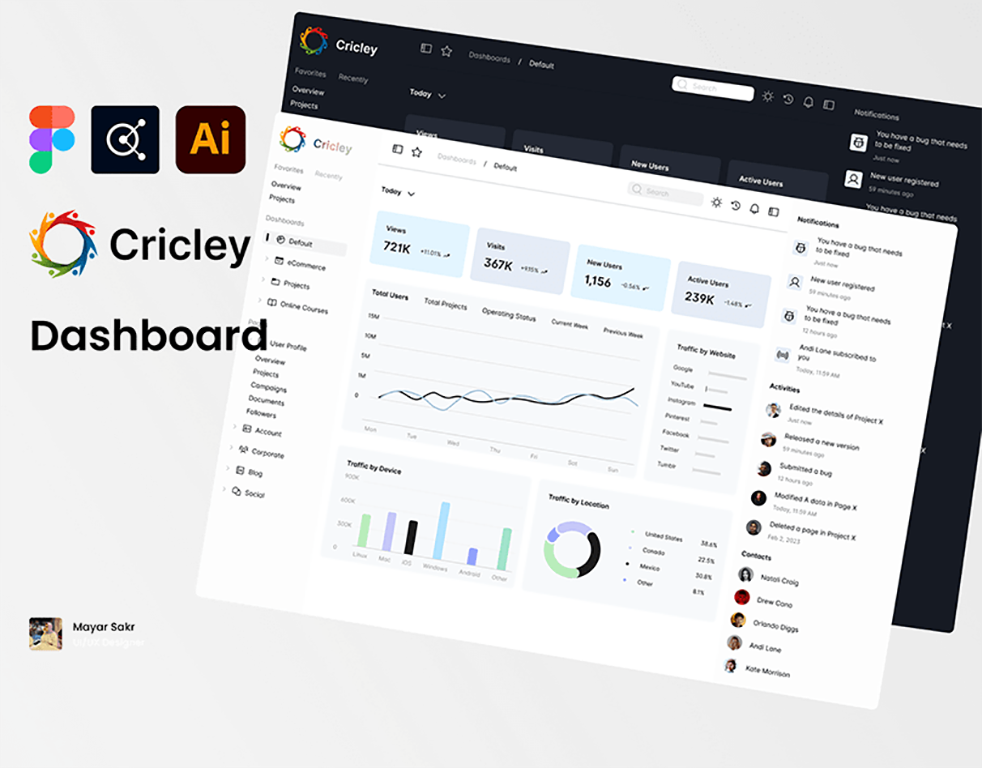 Ai
Cricley
Dashboard
Mayar Sakr
UI/UX Designer
Cricley
Favorites Recently
Overview
Projects
Dashboards / Default
Search
Today
Views
Visits
New Users
Active Users
Notifications
You have a bug that needs
to be fixed
Just now
New user registered
59 minutes ago
You have a bug that needs
Cricley
Favorites Recently
Overview
Projects
Dashboards
Default
eCommerce
Projects
Online Courses
User Profile
Overview
Projects
Campaigns
Documents
Followers
Account
Corporate
Blog
Social
Dashboards / Default
Search
Today
Views
721K +11.01%
Visits
367K
New Users
1,156 -0.56%
Active Users
239K -1.48%
Total Users Total Projects Operating Status Current Week Previous Week
15M
10M
5M
1M
0
Mon Tue Wed Thu Fri Sat Sun
Traffic by Website
Google
YouTube
Instagram
Pinterest
Facebook
Twitter
Tumblr
Traffic by Device
900K
600K
300K
0
Linux Mac iOS Windows Android Other
Traffic by Location
United States 38.6%
Canada 22.5%
Mexico 30.8%
Other 8.1%
Notifications
You have a bug that needs
to be fixed
Just now
New user registered
59 minutes ago
You have a bug that needs
to be fixed
12 hours ago
Andi Lane subscribed to
you
Today, 11:59 AM
Activities
Edited the details of Project X
Just now
Released a new version
59 minutes ago
Submitted a bug
12 hours ago
Modified A data in Page X
Today, 11:59 AM
Deleted a page in Project X
Feb 2, 2023
Contacts
Natali Craig
Drew Cano
Orlando Diggs
Andi Lane
Kate Morrison